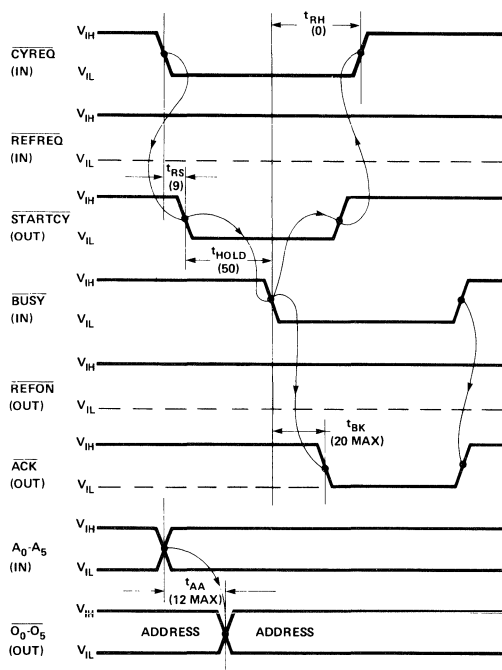 tRH
(0)
VIH
CYREQ
(IN)
VIL
VIH
REFREQ
(IN)
VIL
tRS
(9)
VIH
STARTCY
(OUT)
VIL
tHOLD
(50)
VIH
BUSY
(IN)
VIL
VIH
REFON
(OUT)
VIL
tBK
(20 MAX)
VIH
ACK
(OUT)
VIL
VIH
A0-A5
(IN)
VIL
tAA
(12 MAX)
VIH
O0-O5
(OUT)
ADDRESS ADDRESS
VIL